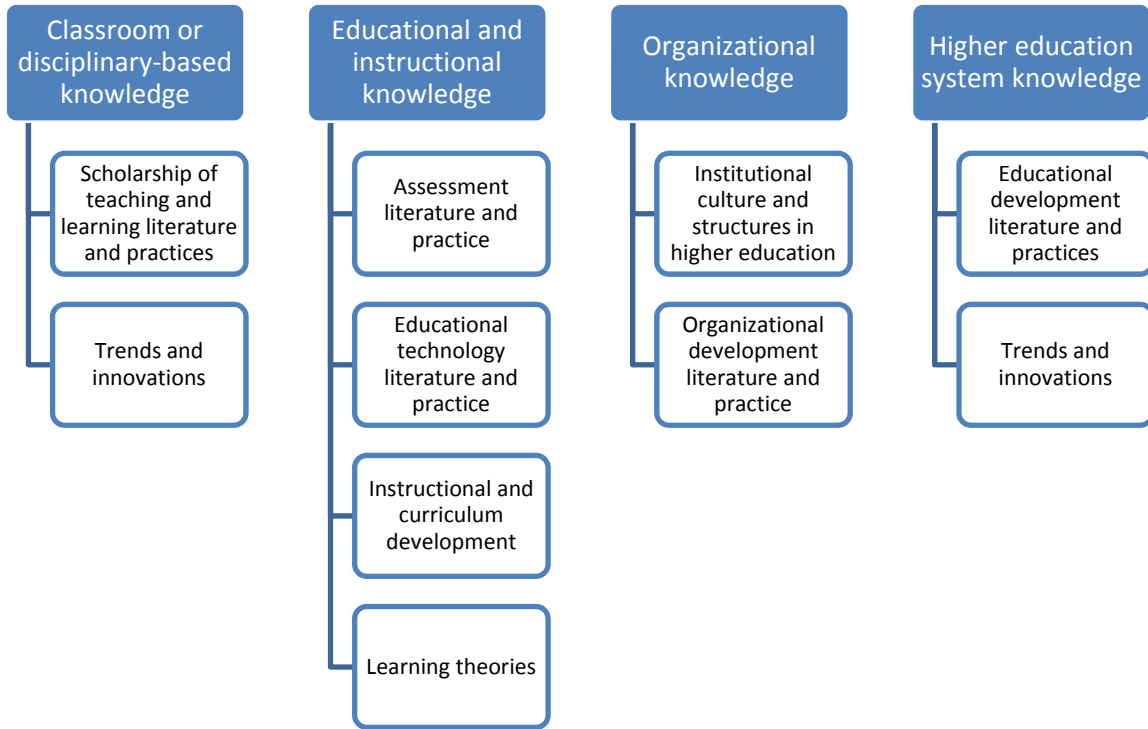 Classroom or
disciplinary-based
knowledge
Scholarship of
teaching and
learning literature
and practices
Trends and
innovations
Educational and
instructional
knowledge
Assessment
literature and
practice
Educational
technology
literature and
practice
Instructional and
curriculum
development
Learning theories
Organizational
knowledge
Institutional
culture and
structures in
higher education
Organizational
development
literature and
practice
Higher education
system knowledge
Educational
development
literature and
practices
Trends and
innovations